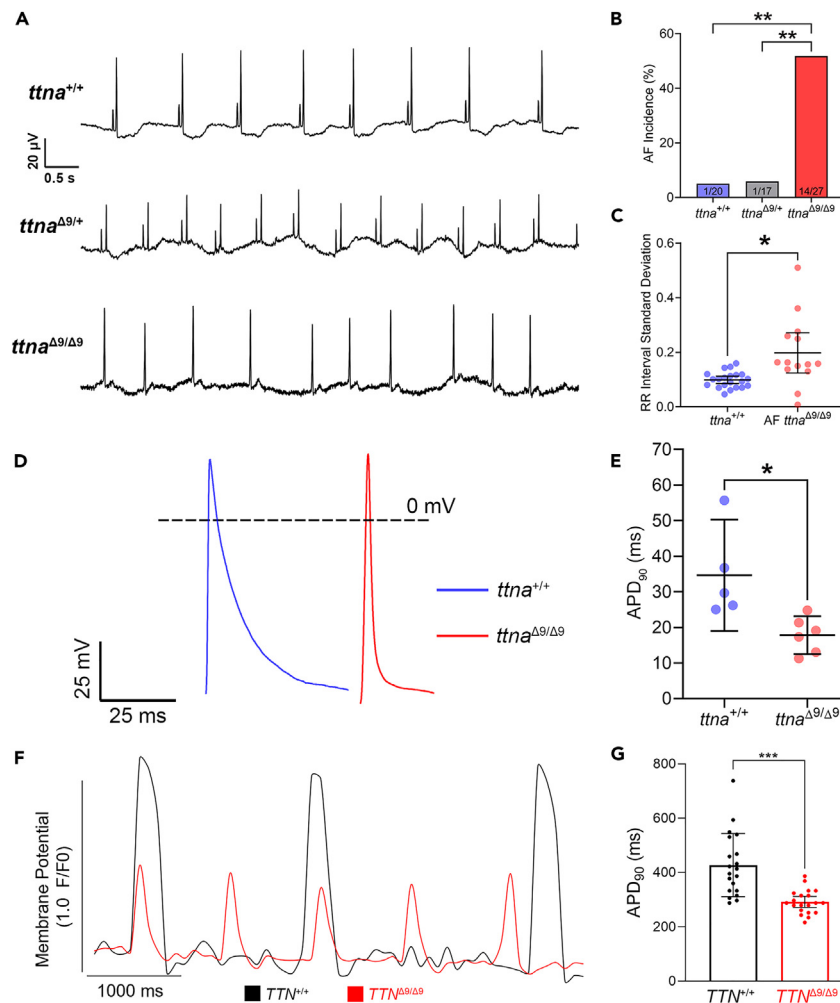 A
ttna+/+
20 µV
0.5 s
ttnaΔ9/+
ttnaΔ9/Δ9
B
**
**
AF Incidence (%)
60
40
20
0
1/20
1/17
14/27
ttna+/+
ttnaΔ9/+
ttnaΔ9/Δ9
C
*
RR Interval Standard Deviation
0.6
0.4
0.2
0.0
ttna+/+
AF ttnaΔ9/Δ9
D
0 mV
ttna+/+
ttnaΔ9/Δ9
25 mV
25 ms
E
*
APD90 (ms)
70
60
50
40
30
20
10
0
ttna+/+
ttnaΔ9/Δ9
F
Membrane Potential
(1.0 F/F0)
1000 ms
TTN+/+
TTNΔ9/Δ9
G
***
APD90 (ms)
800
600
400
300
0
TTN+/+
TTNΔ9/Δ9